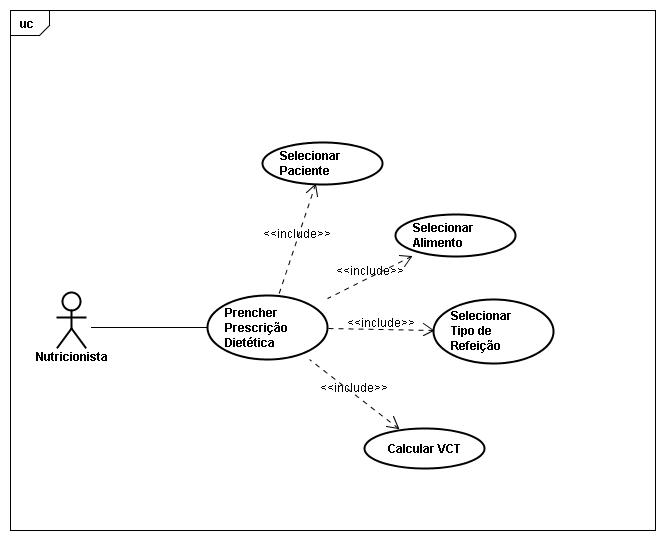 uc
Selecionar
Paciente
<<include>>
Selecionar
Alimento
<<include>>
Prencher
Prescrição
Dietética
<<include>>
Selecionar
Tipo de
Refeição
Nutricionista
<<include>>
Calcular VCT